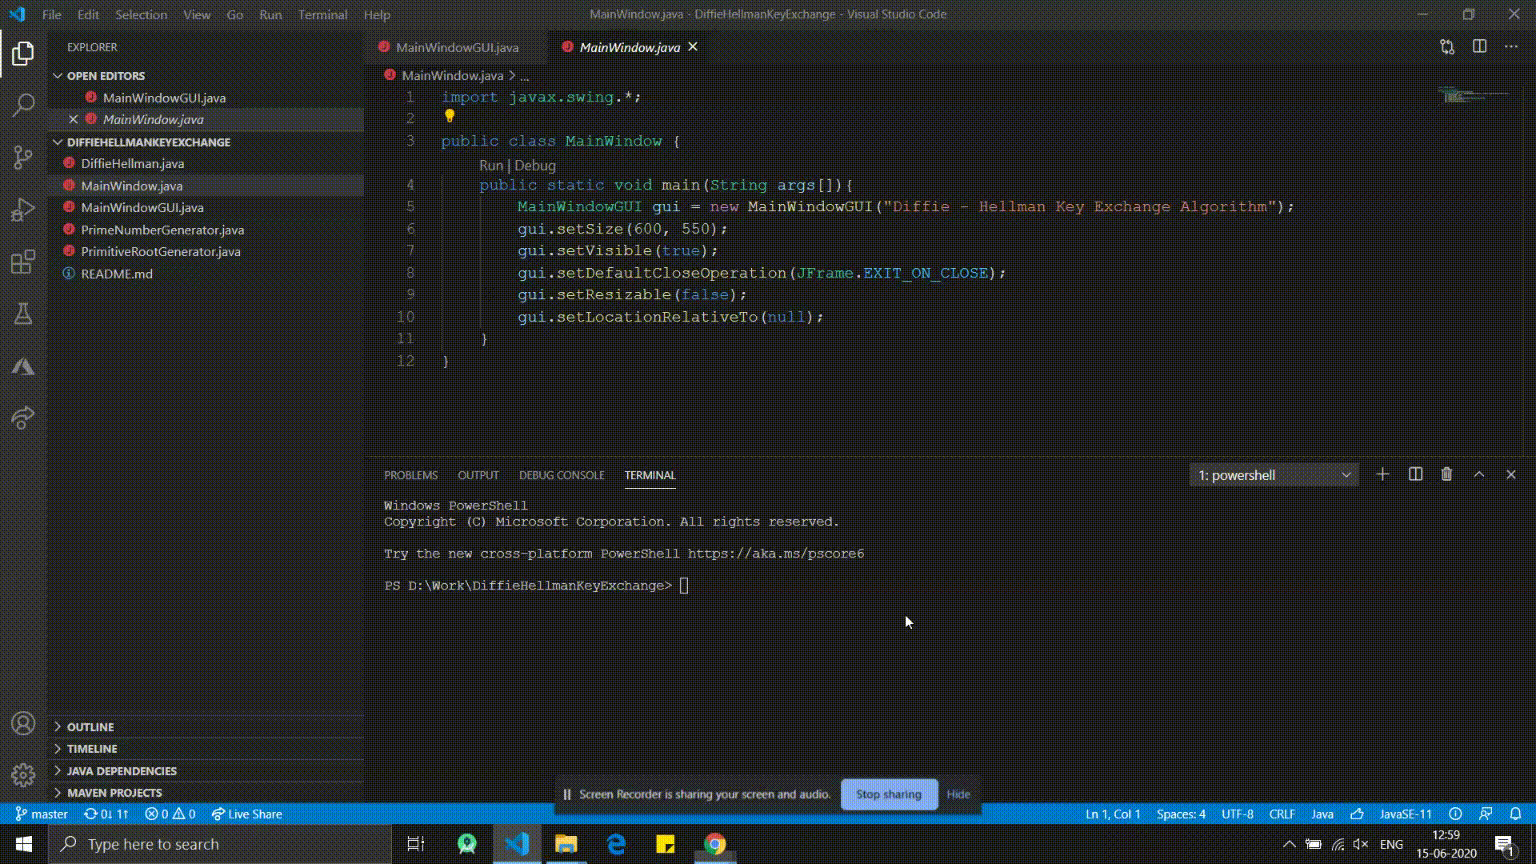 File Edit Selection View Go Run Terminal Help
MainWindow.java - DiffieHellmanKeyExchange - Visual Studio Code
EXPLORER
OPEN EDITORS
MainWindowGUI.java
MainWindow.java
DIFFIEHELLMANKEYEXCHANGE
DiffieHellman.java
MainWindow.java
MainWindowGUI.java
PrimeNumberGenerator.java
PrimitiveRootGenerator.java
README.md
OUTLINE
TIMELINE
JAVA DEPENDENCIES
MAVEN PROJECTS
MainWindowGUI.java MainWindow.java
MainWindow.java > ...
1 import javax.swing.*;
2
3 public class MainWindow {
Run | Debug
4 public static void main(String args[]){
5 MainWindowGUI gui = new MainWindowGUI("Diffie - Hellman Key Exchange Algorithm");
6 gui.setSize(600, 550);
7 gui.setVisible(true);
8 gui.setDefaultCloseOperation(JFrame.EXIT_ON_CLOSE);
9 gui.setResizable(false);
10 gui.setLocationRelativeTo(null);
11 }
12 }
PROBLEMS OUTPUT DEBUG CONSOLE TERMINAL 1: powershell
Windows PowerShell
Copyright (C) Microsoft Corporation. All rights reserved.
Try the new cross-platform PowerShell https://aka.ms/pscore6
PS D:\Work\DiffieHellmanKeyExchange>
Screen Recorder is sharing your screen and audio. Stop sharing Hide
master 0↓ 1↑ 0 0 Live Share Ln 1, Col 1 Spaces: 4 UTF-8 CRLF Java JavaSE-11
Type here to search ENG 12:59
15-06-2020 1